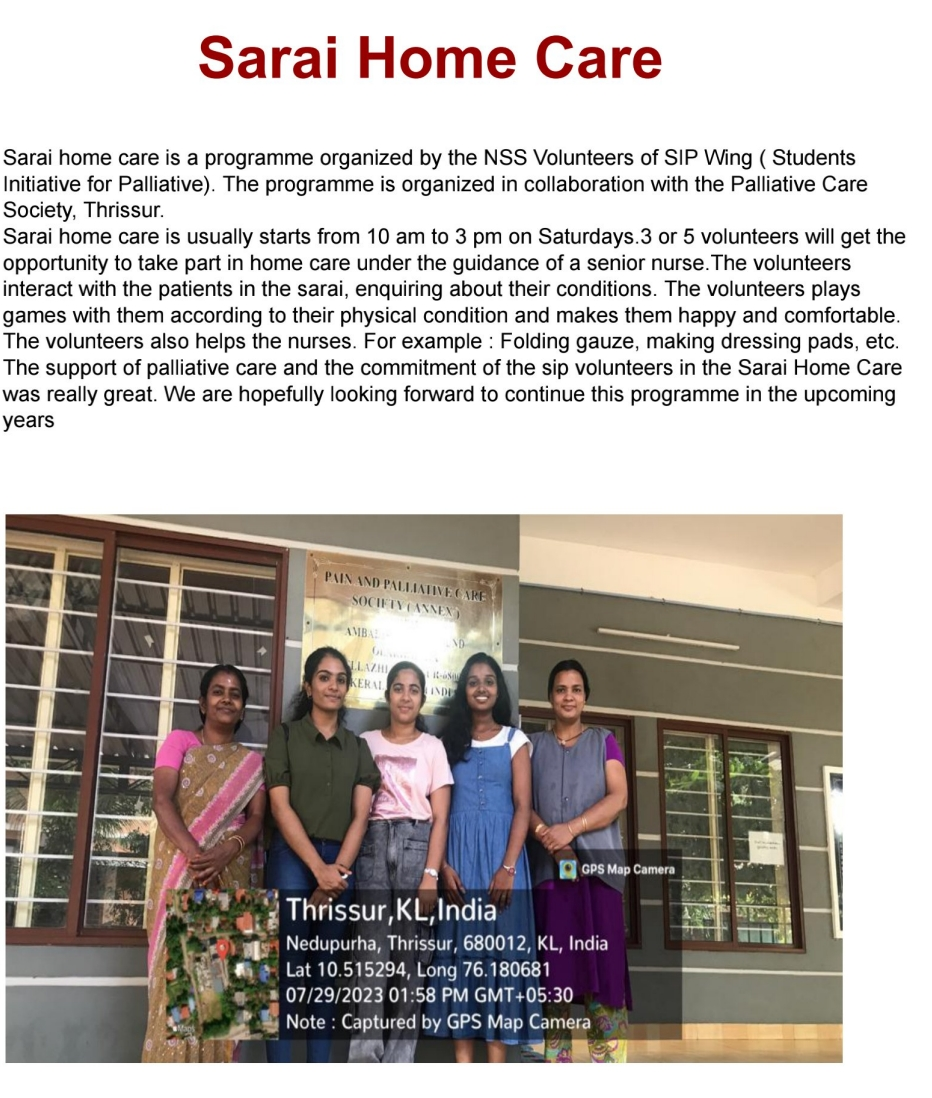 Sarai Home Care
Sarai home care is a programme organized by the NSS Volunteers of SIP Wing ( Students
Initiative for Palliative). The programme is organized in collaboration with the Palliative Care
Society, Thrissur.
Sarai home care is usually starts from 10 am to 3 pm on Saturdays.3 or 5 volunteers will get the
opportunity to take part in home care under the guidance of a senior nurse.The volunteers
interact with the patients in the sarai, enquiring about their conditions. The volunteers plays
games with them according to their physical condition and makes them happy and comfortable.
The volunteers also helps the nurses. For example : Folding gauze, making dressing pads, etc.
The support of palliative care and the commitment of the sip volunteers in the Sarai Home Care
was really great. We are hopefully looking forward to continue this programme in the upcoming
years
PAIN AND PALLIATIVE CARE
SOCIETY (ANNEX)
GPS Map Camera
Thrissur,KL,India
Nedupurha, Thrissur, 680012, KL, India
Lat 10.515294, Long 76.180681
07/29/2023 01:58 PM GMT+05:30
Note : Captured by GPS Map Camera